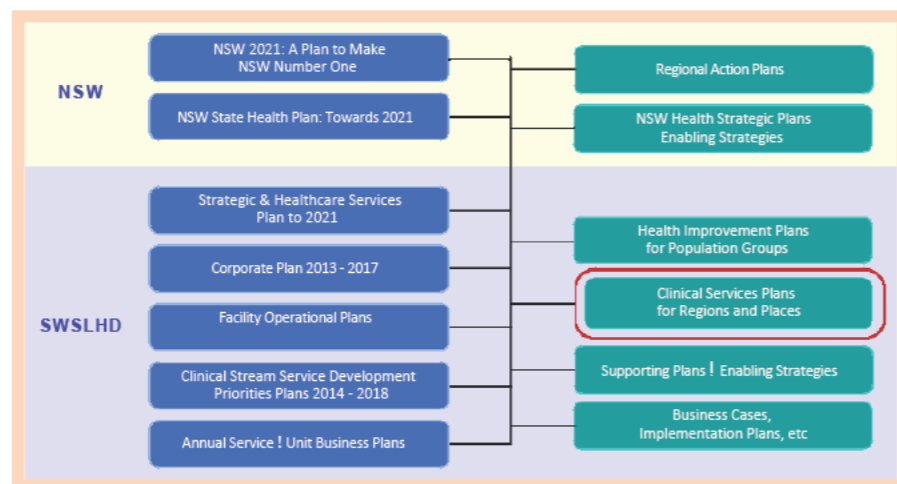 NSW
NSW 2021: A Plan to Make
NSW Number One
NSW State Health Plan: Towards 2021
Regional Action Plans
NSW Health Strategic Plans
Enabling Strategies
SWSLHD
Strategic & Healthcare Services
Plan to 2021
Corporate Plan 2013 - 2017
Facility Operational Plans
Clinical Stream Service Development
Priorities Plans 2014 - 2018
Annual Service ! Unit Business Plans
Health Improvement Plans
for Population Groups
Clinical Services Plans
for Regions and Places
Supporting Plans ! Enabling Strategies
Business Cases,
Implementation Plans, etc